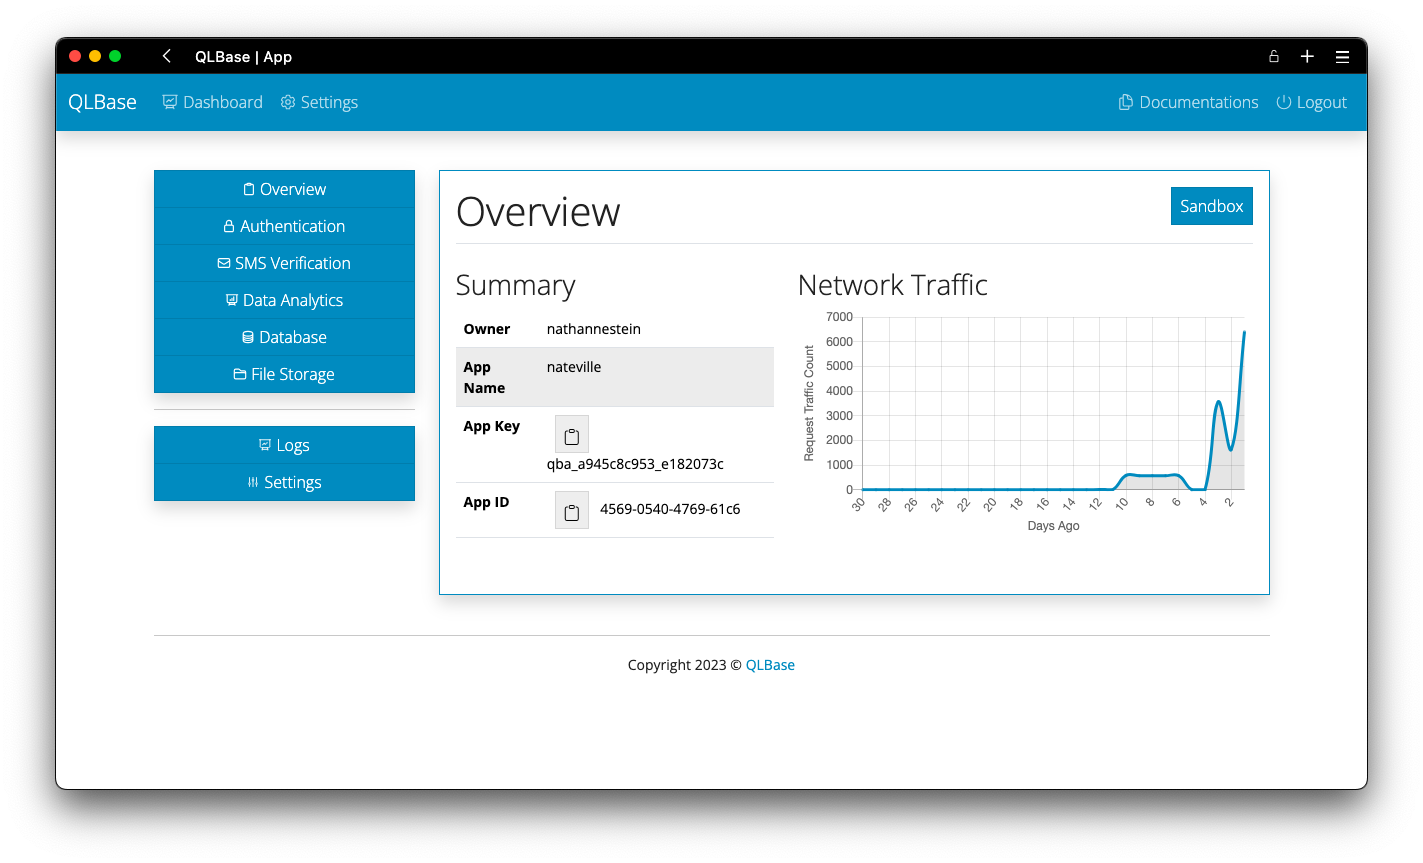 QLBase | App
QLBase Dashboard Settings Documentations Logout
Overview
Authentication
SMS Verification
Data Analytics
Database
File Storage
Logs
Settings
Overview
Sandbox
Summary
Owner nathannestein
App Name nateville
App Key
qba_a945c8c953_e182073c
App ID 4569-0540-4769-61c6
Network Traffic
Request Traffic Count
7000
6000
5000
4000
3000
2000
1000
0
30 28 26 24 22 20 18 16 14 12 10 8 6 4 2
Days Ago
Copyright 2023 © QLBase